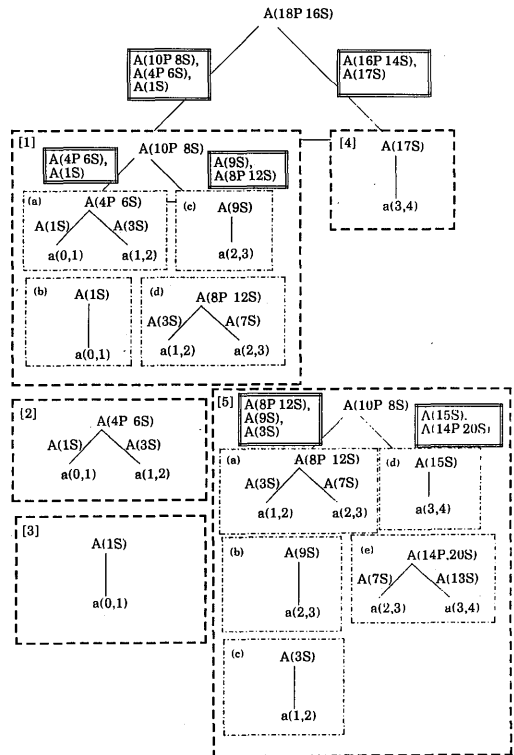 A(18P 16S)
A(10P 8S),
A(4P 6S),
A(1S)
A(16P 14S),
A(17S)
[1]
A(10P 8S)
A(4P 6S),
A(1S)
A(9S),
A(8P 12S)
(a)
A(4P 6S)
A(1S)
A(3S)
a(0,1)
a(1,2)
(c)
A(9S)
a(2,3)
(b)
A(1S)
a(0,1)
(d)
A(8P 12S)
A(3S)
A(7S)
a(1,2)
a(2,3)
[4]
A(17S)
a(3,4)
[2]
A(4P 6S)
A(1S)
A(3S)
a(0,1)
a(1,2)
[3]
A(1S)
a(0,1)
[5]
A(8P 12S),
A(9S),
A(3S)
A(10P 8S)
A(15S).
A(14P 20S)
(a)
A(8P 12S)
A(3S)
A(7S)
a(1,2)
a(2,3)
(d)
A(15S)
a(3,4)
(b)
A(9S)
a(2,3)
(e)
A(14P,20S)
A(7S)
A(13S)
a(2,3)
a(3,4)
(c)
A(3S)
a(1,2)